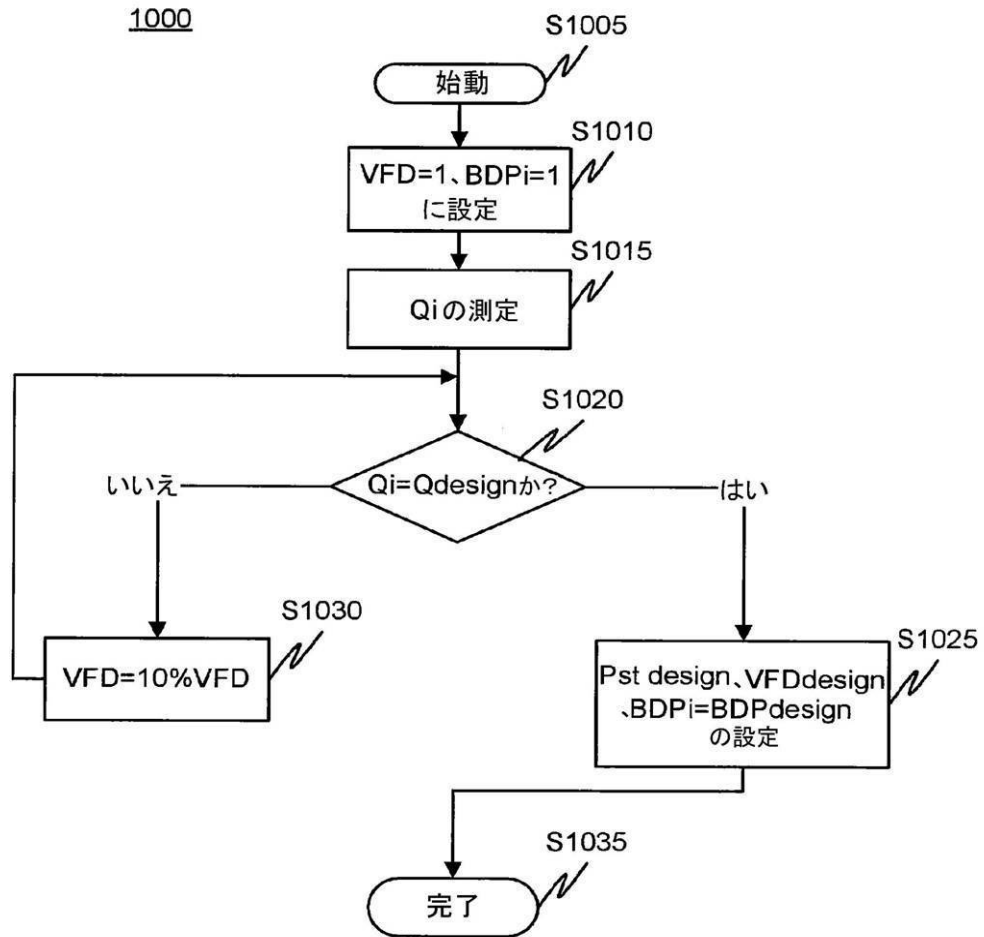 1000
S1005
始動
S1010
VFD=1、BDPi=1
に設定
S1015
Qiの測定
S1020
Qi=Qdesignか?
いいえ
はい
S1030
VFD=10%VFD
S1025
Pst design、VFDdesign
、BDPi=BDPdesign
の設定
S1035
完了